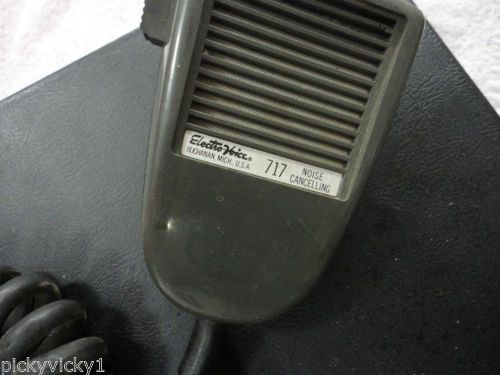 Electro-Voice®
BUCHANAN, MICH., U.S.A.
717
NOISE
CANCELLING
pickyvicky1